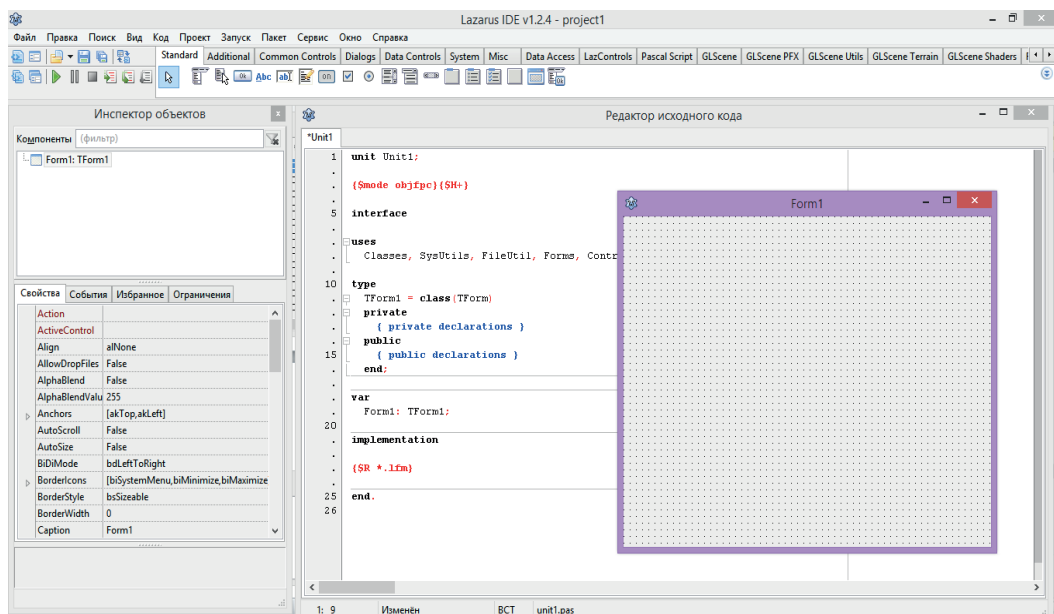 Lazarus IDE v1.2.4 - project1
Файл Правка Поиск Вид Код Проект Запуск Пакет Сервис Окно Справка
Standard Additional Common Controls Dialogs Data Controls System Misc Data Access LazControls Pascal Script GLScene GLScene PFX GLScene Utils GLScene Terrain GLScene Shaders
Ok Abc ab ON Ok
Инспектор объектов
Компоненты (фильтр)
Form1: TForm1
Свойства События Избранное Ограничения
Action
ActiveControl
Align alNone
AllowDropFiles False
AlphaBlend False
AlphaBlendValu 255
Anchors [akTop,akLeft]
AutoScroll False
AutoSize False
BiDiMode bdLeftToRight
BorderIcons [biSystemMenu,biMinimize,biMaximize
BorderStyle bsSizeable
BorderWidth 0
Caption Form1
Редактор исходного кода
*Unit1
1 unit Unit1;
{$mode objfpc}{$H+}
5 interface
uses
Classes, SysUtils, FileUtil, Forms, Contr
10 type
TForm1 = class(TForm)
private
{ private declarations }
public
15 { public declarations }
end;
var
Form1: TForm1;
20
implementation
{$R *.lfm}
25 end.
26
1: 9 Изменён ВСТ unit1.pas
Form1